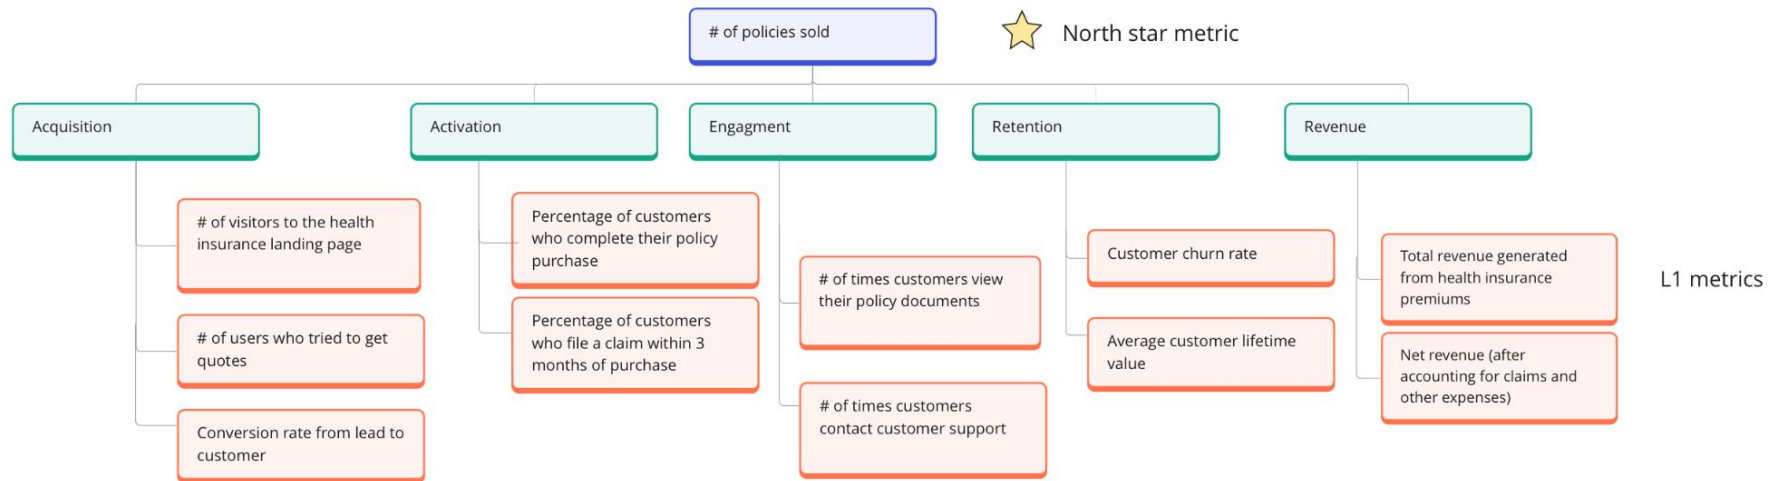 # of policies sold
North star metric
Acquisition
Activation
Engagment
Retention
Revenue
# of visitors to the health
insurance landing page
# of users who tried to get
quotes
Conversion rate from lead to
customer
Percentage of customers
who complete their policy
purchase
Percentage of customers
who file a claim within 3
months of purchase
# of times customers view
their policy documents
# of times customers
contact customer support
Customer churn rate
Average customer lifetime
value
Total revenue generated
from health insurance
premiums
Net revenue (after
accounting for claims and
other expenses)
L1 metrics